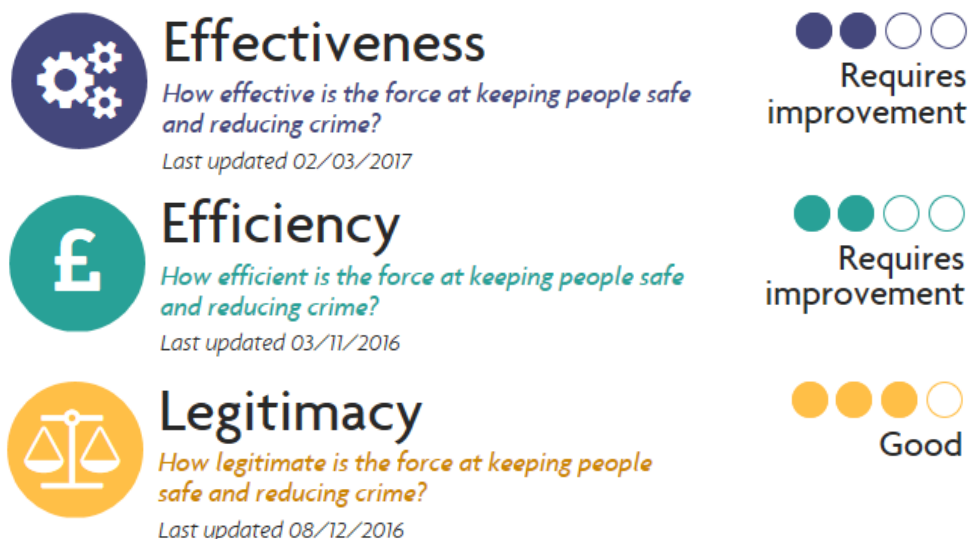 Effectiveness
How effective is the force at keeping people safe
and reducing crime?
Last updated 02/03/2017
Requires
improvement
£
Efficiency
How efficient is the force at keeping people safe
and reducing crime?
Last updated 03/11/2016
Requires
improvement
Legitimacy
How legitimate is the force at keeping people
safe and reducing crime?
Last updated 08/12/2016
Good